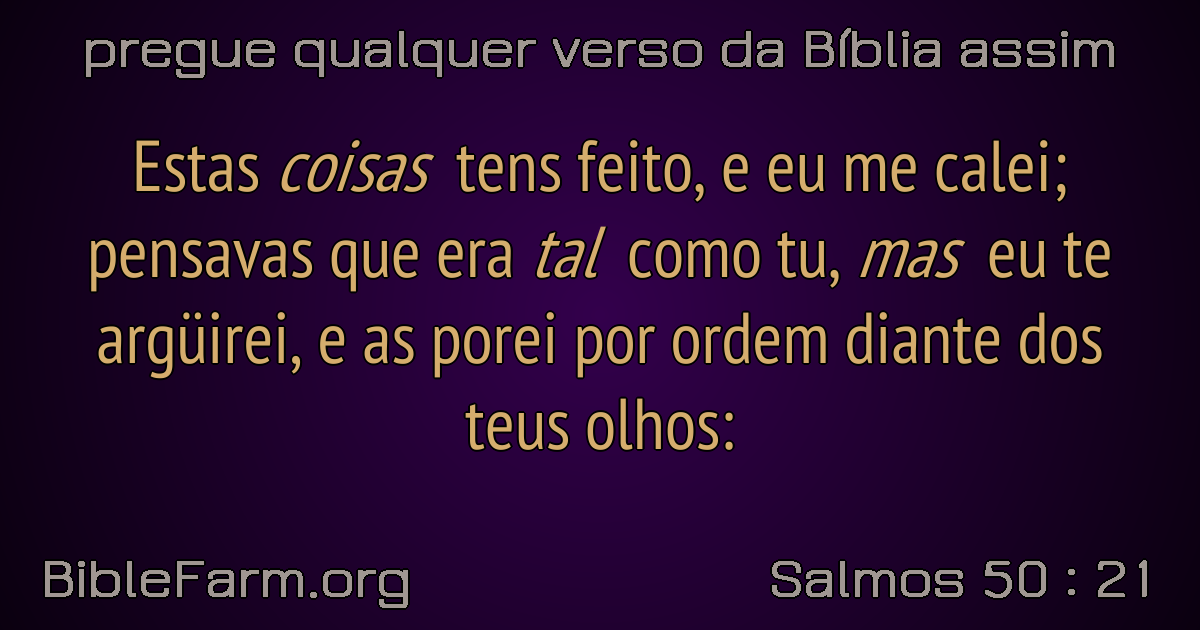 pregue qualquer verso da Bíblia assim
Estas coisas tens feito, e eu me calei;
pensavas que era tal como tu, mas eu te
argüirei, e as porei por ordem diante dos
teus olhos:
BibleFarm.org
Salmos 50 : 21